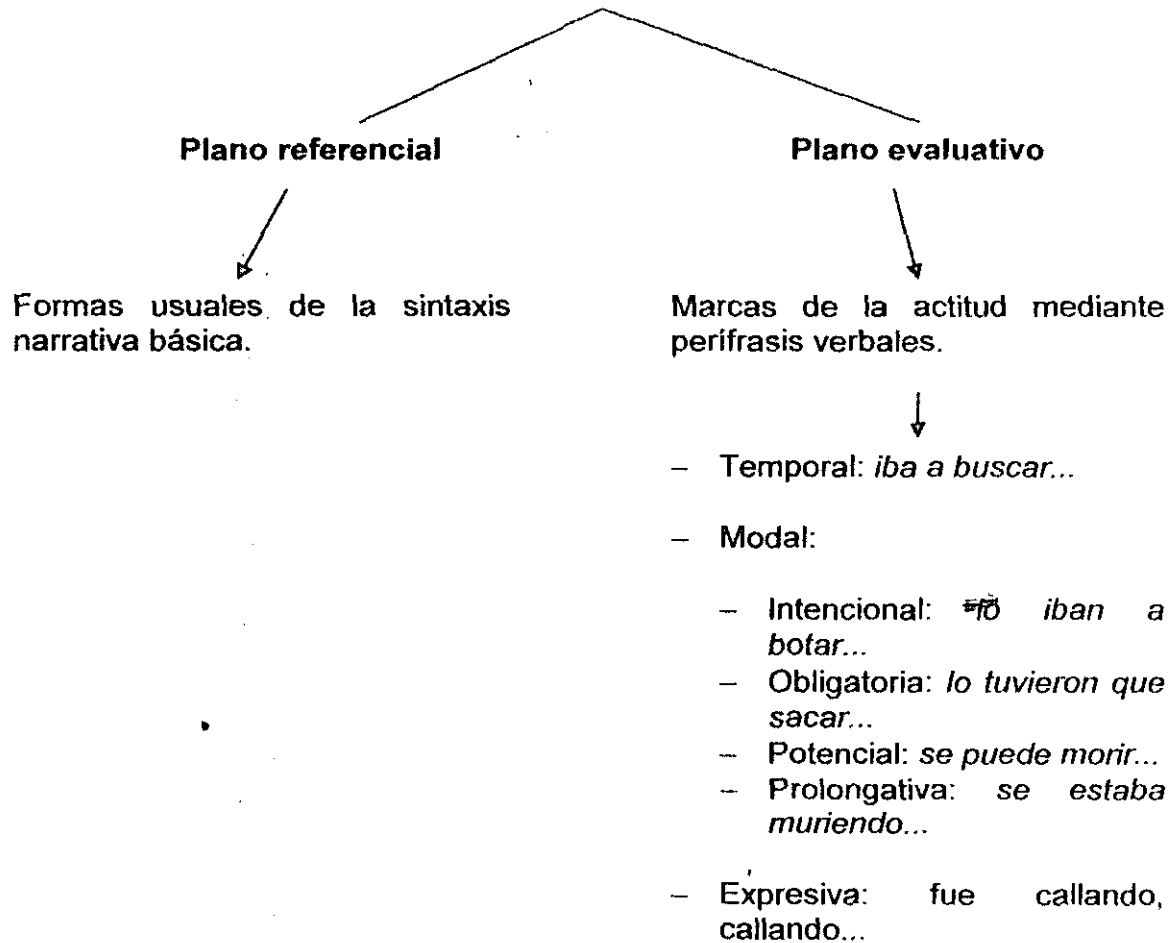 Plano referencial
Formas usuales de la sintaxis
narrativa básica.
Plano evaluativo
Marcas de la actitud mediante
perífrasis verbales.
– Temporal: iba a buscar...
– Modal:
– Intencional: lo iban a
botar...
– Obligatoria: lo tuvieron que
sacar...
– Potencial: se puede morir...
– Prolongativa: se estaba
muriendo...
– Expresiva: fue callando,
callando...